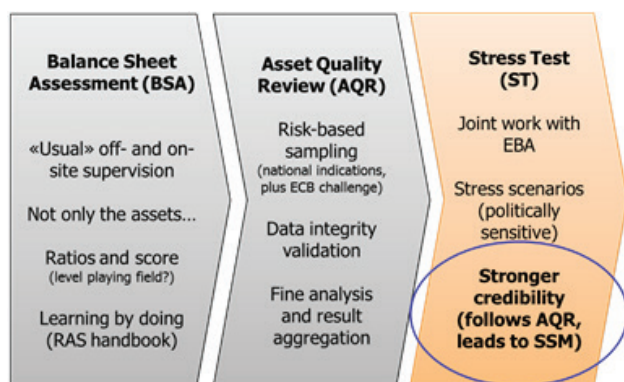 Balance Sheet
Assessment (BSA)
«Usual» off- and on-
site supervision
Not only the assets...
Ratios and score
(level playing field?)
Learning by doing
(RAS handbook)
Asset Quality
Review (AQR)
Risk-based
sampling
(national indications,
plus ECB challenge)
Data integrity
validation
Fine analysis
and result
aggregation
Stress Test
(ST)
Joint work with
EBA
Stress scenarios
(politically
sensitive)
Stronger
credibility
(follows AQR,
leads to SSM)